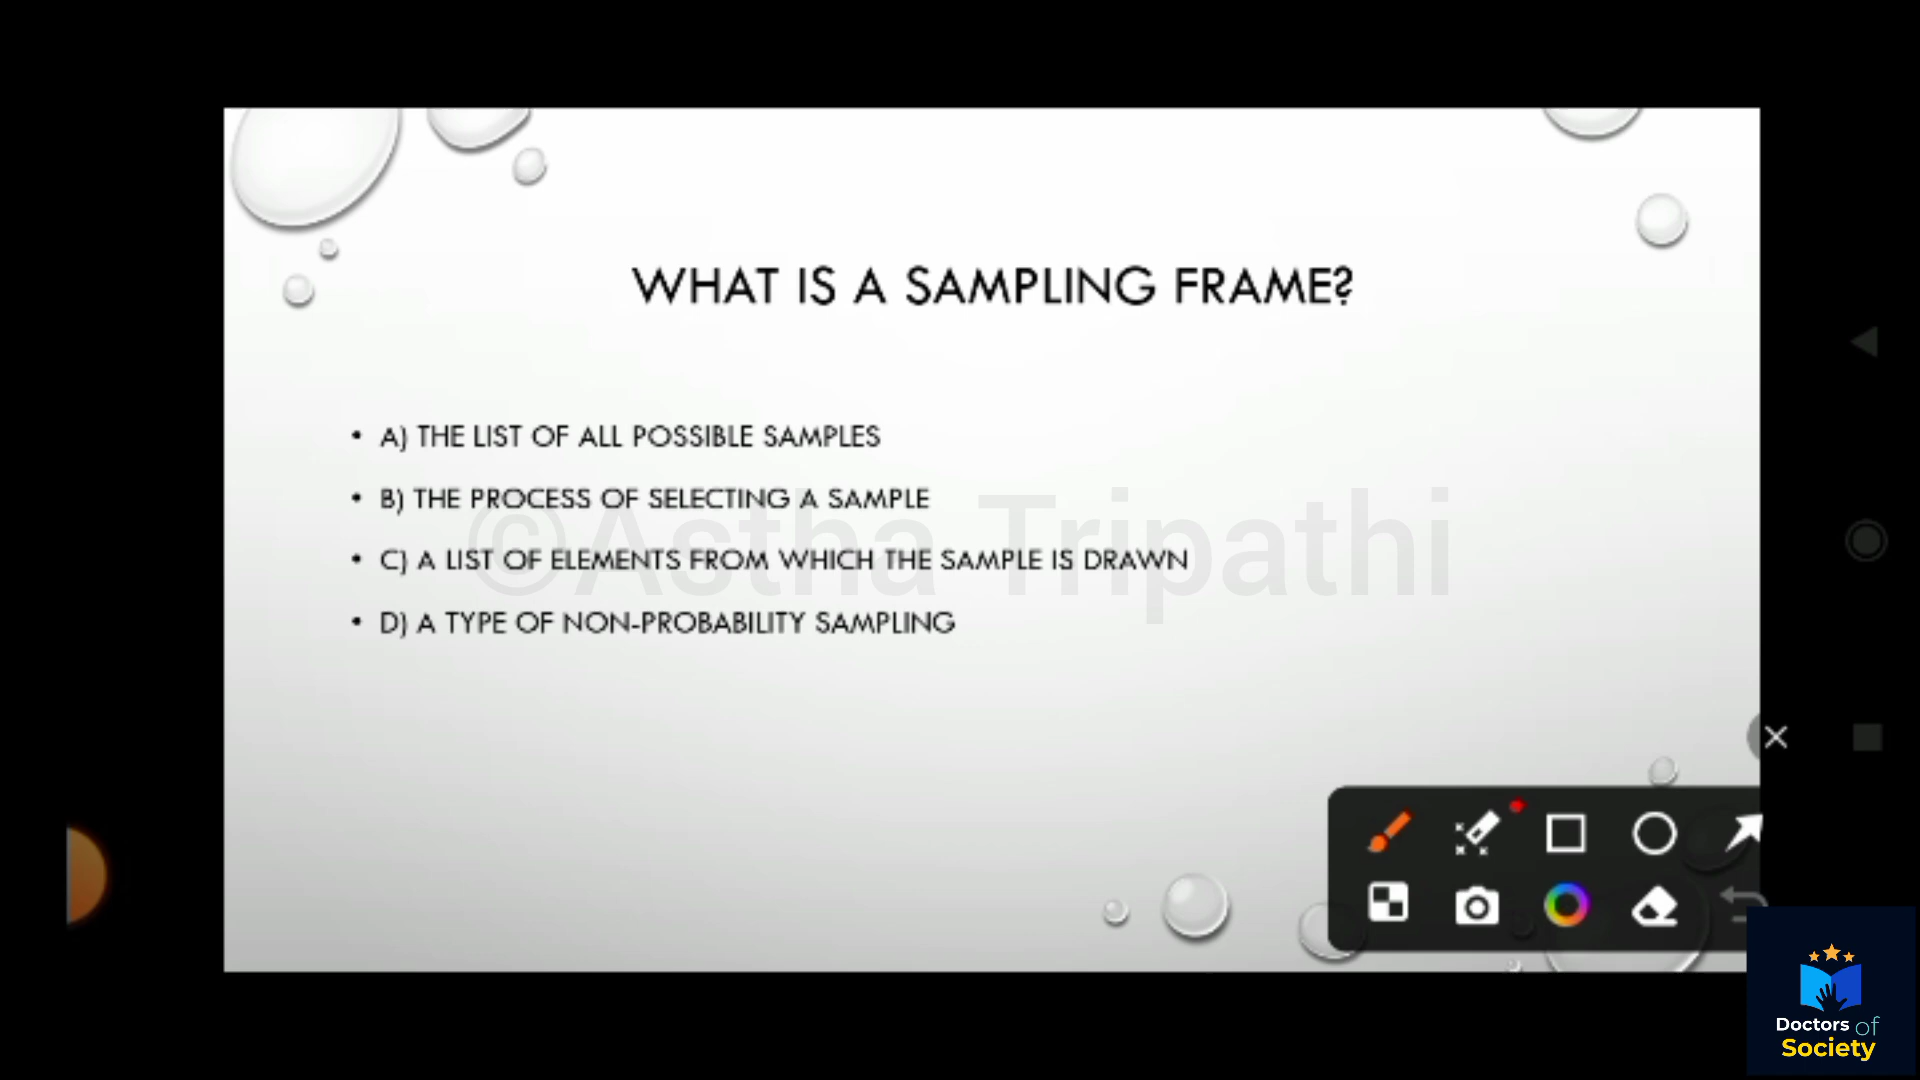 WHAT IS A SAMPLING FRAME?
• A) THE LIST OF ALL POSSIBLE SAMPLES
• B) THE PROCESS OF SELECTING A SAMPLE
©Astha Tripathi
• C) A LIST OF ELEMENTS FROM WHICH THE SAMPLE IS DRAWN
• D) A TYPE OF NON-PROBABILITY SAMPLING
Doctors of
Society